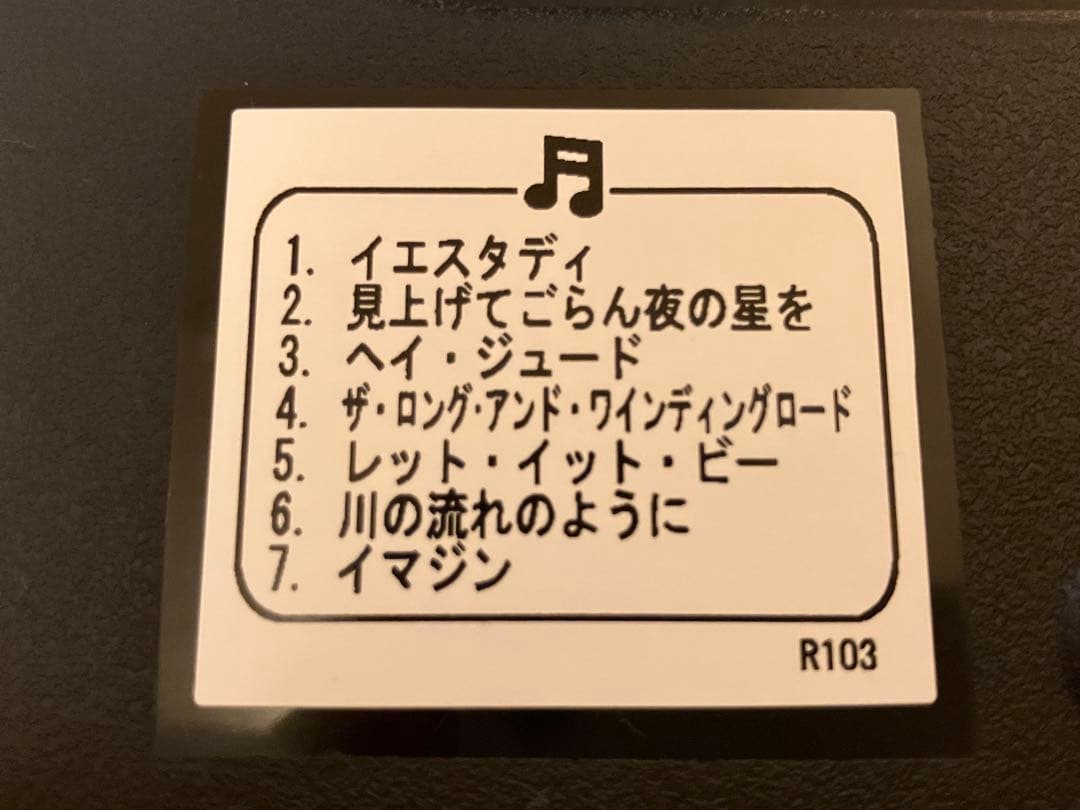 1. イエスタディ
2. 見上げてごらん夜の星を
3. ヘイ・ジュード
4. ザ・ロング・アンド・ワインディングロード
5. レット・イット・ビー
6. 川の流れのように
7. イマジン
R103